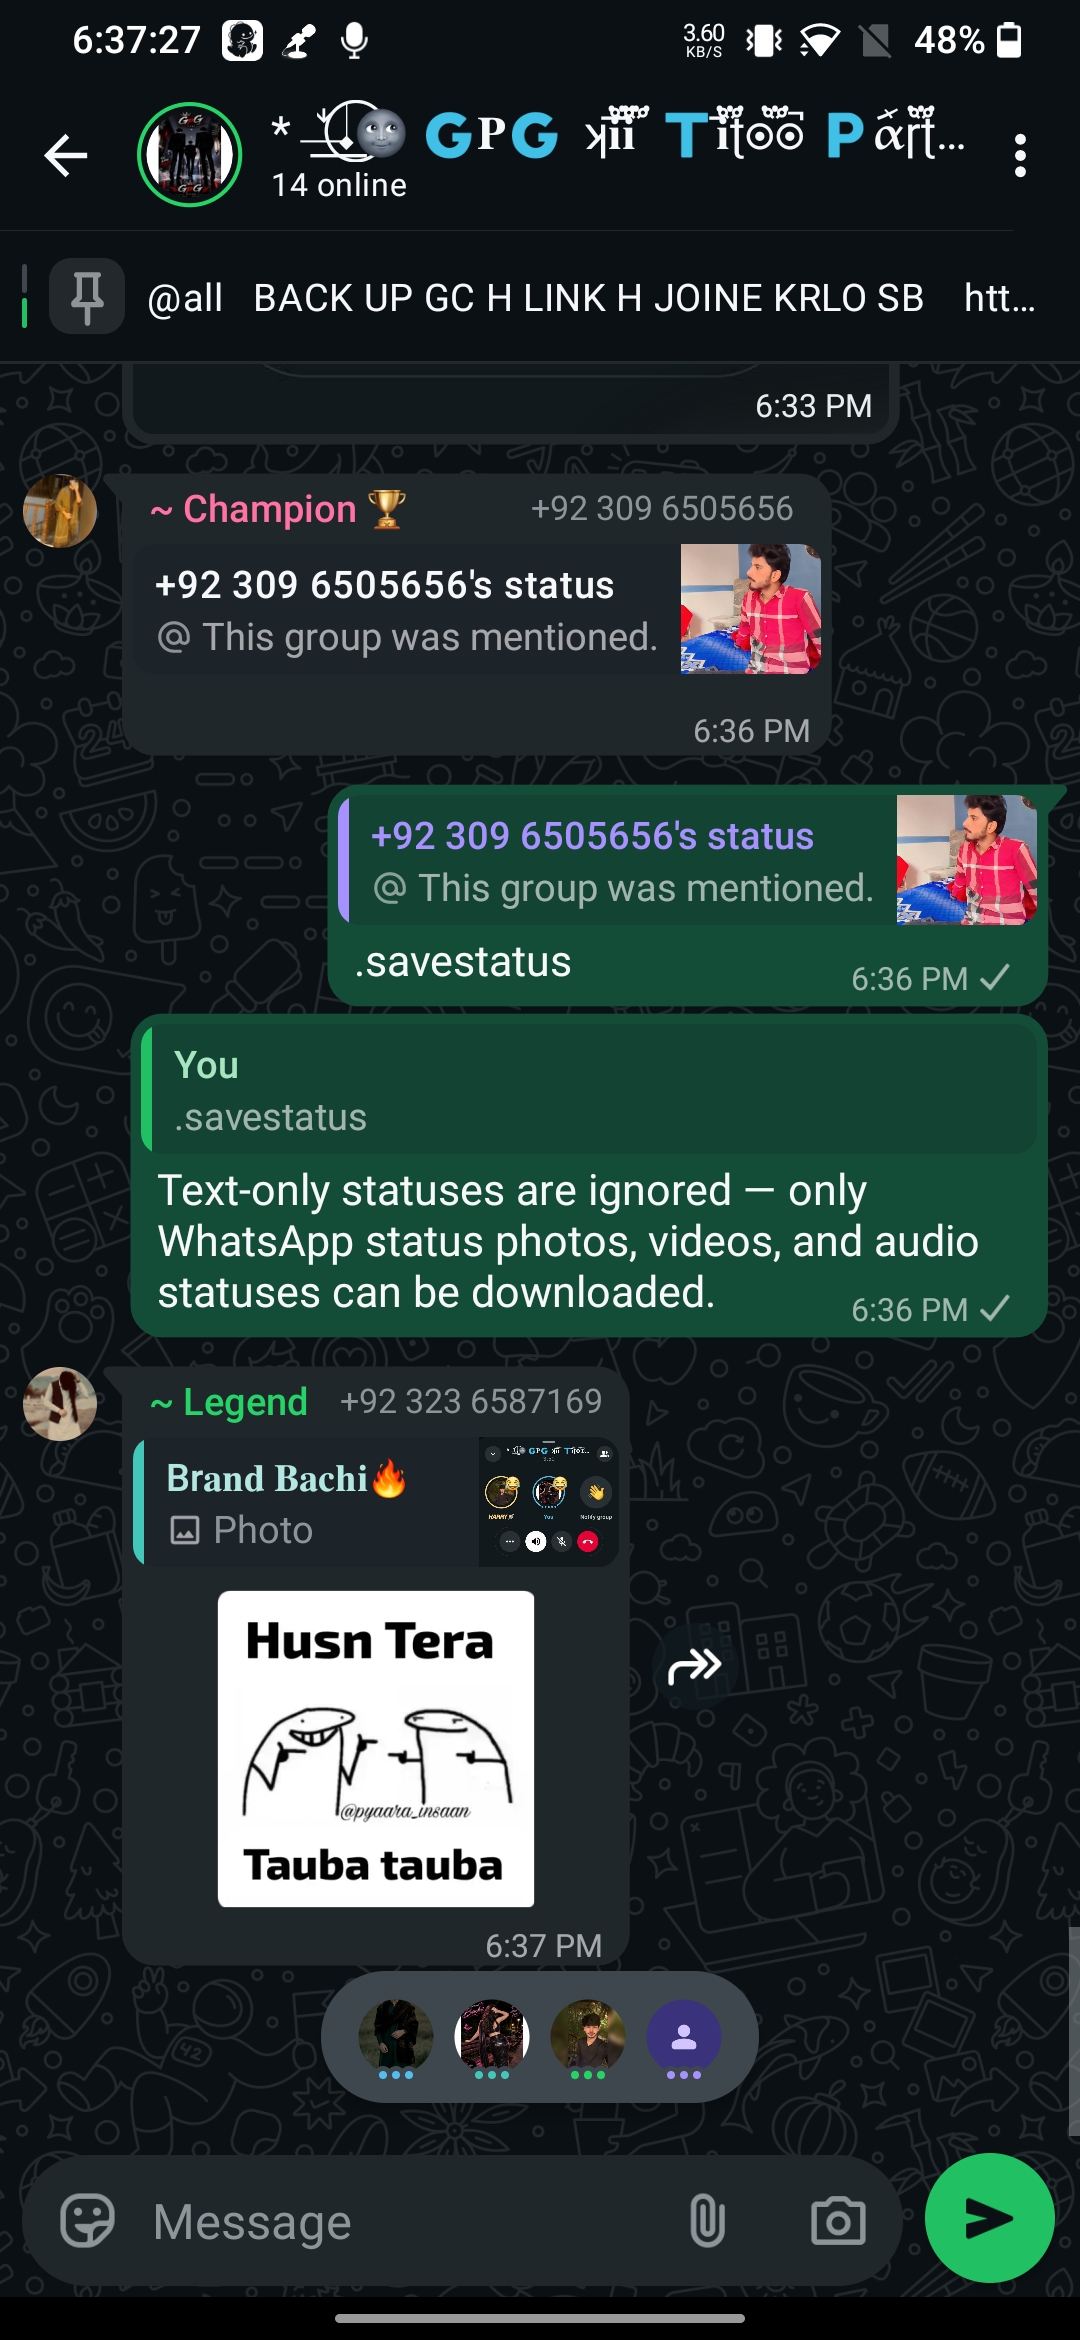 6:37:27
3.60
KB/S
48%
GPG
14 online
@all BACK UP GC H LINK H JOINE KRLO SB htt...
6:33 PM
~ Champion 🏆 +92 309 6505656
+92 309 6505656's status
@ This group was mentioned.
6:36 PM
+92 309 6505656's status
@ This group was mentioned.
.savestatus
6:36 PM
You
.savestatus
Text-only statuses are ignored — only
WhatsApp status photos, videos, and audio
statuses can be downloaded.
6:36 PM
~ Legend +92 323 6587169
Brand Bachi🔥
Photo
You
Notify group
Husn Tera
@pyaara_insaan
Tauba tauba
6:37 PM
Message